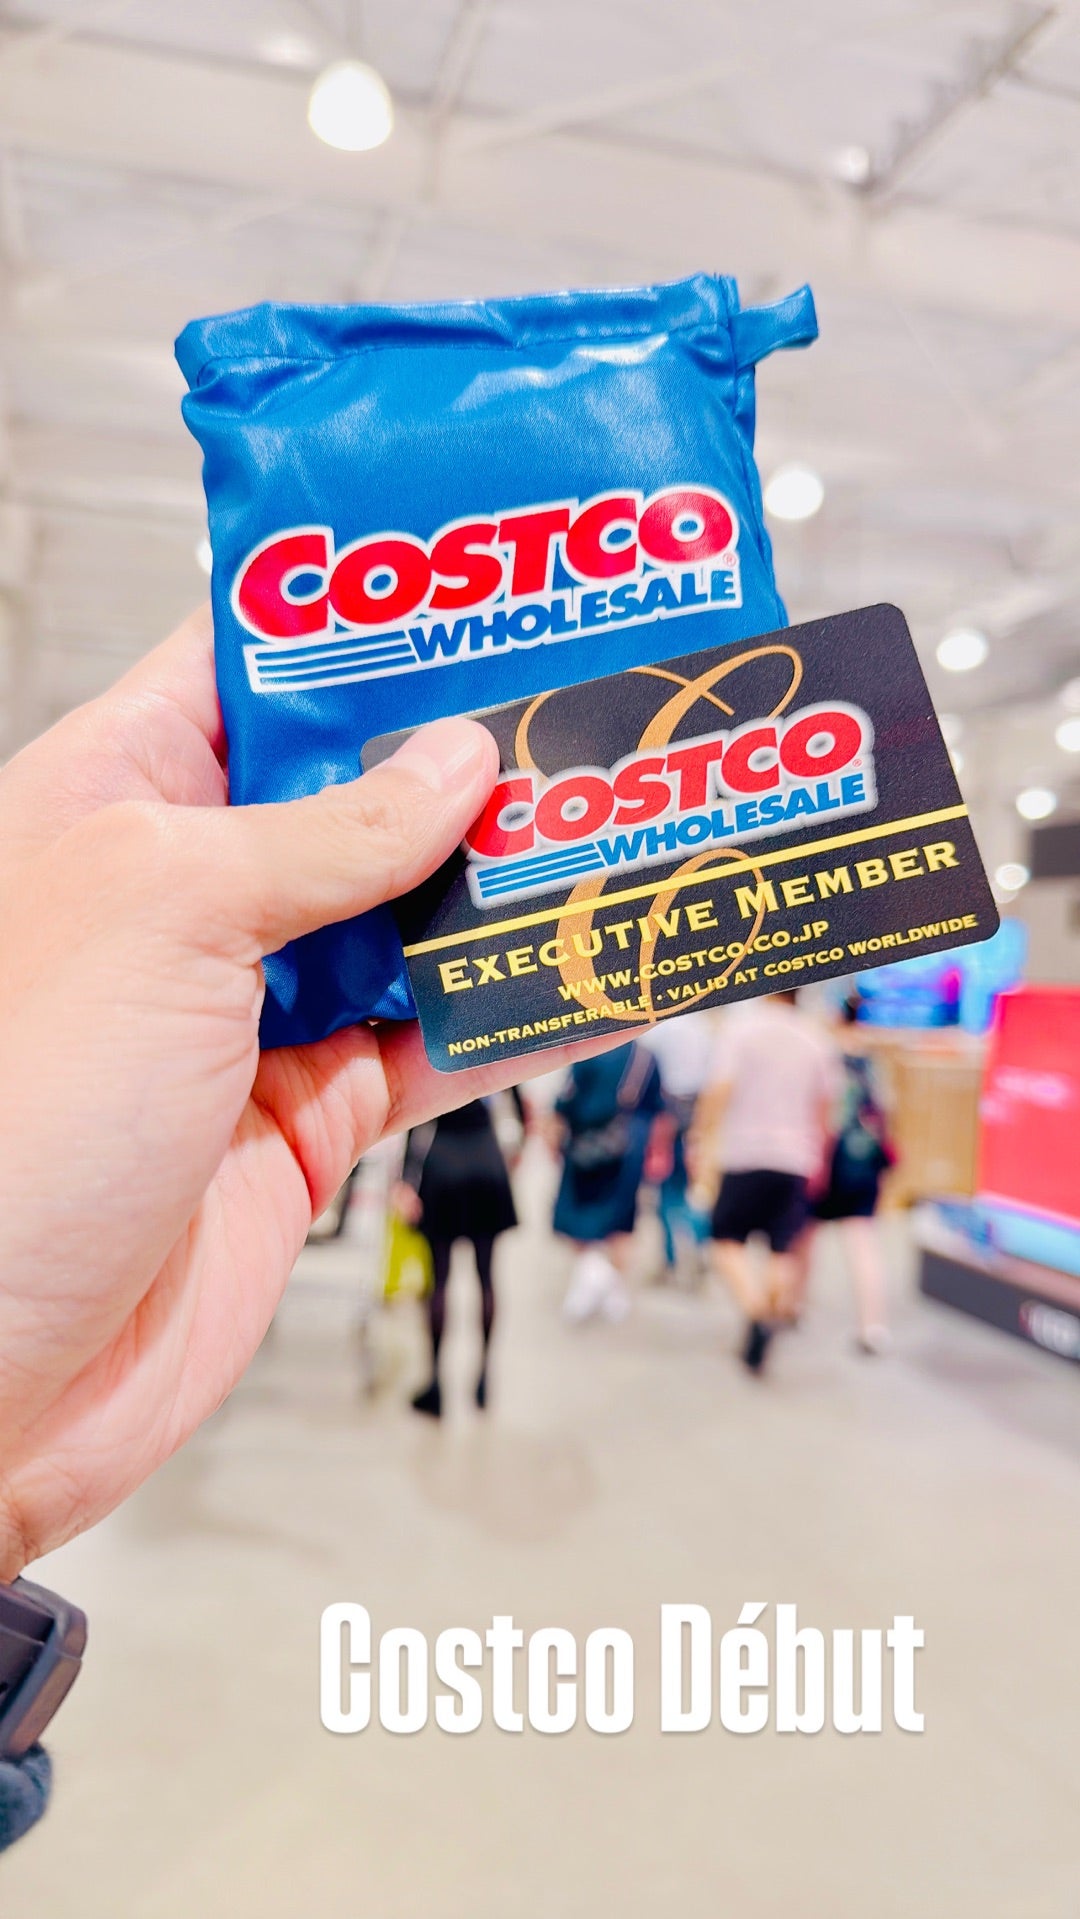 COSTCO
WHOLESALE
COSTCO
WHOLESALE
EXECUTIVE MEMBER
WWW.COSTCO.CO.JP
NON-TRANSFERABLE · VALID AT COSTCO WORLDWIDE
Costco Début